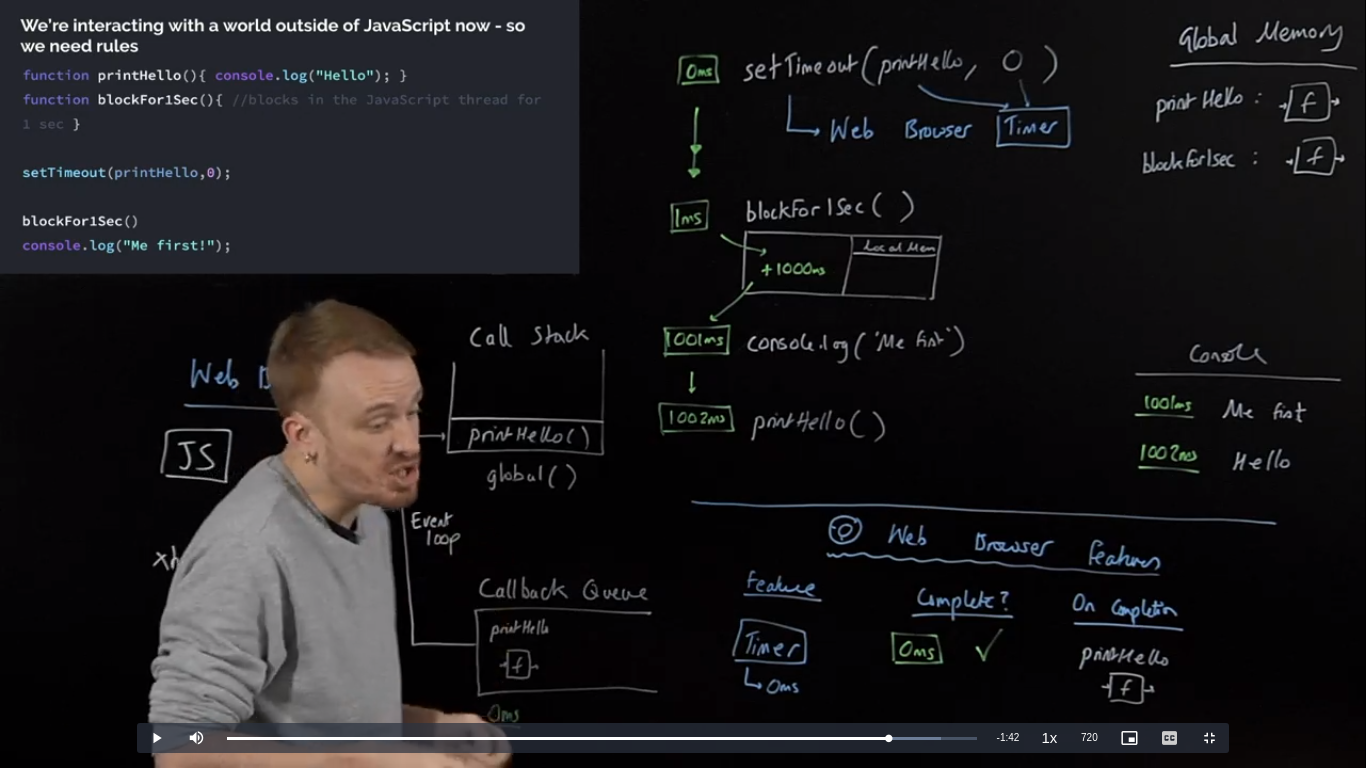 We're interacting with a world outside of JavaScript now - so
we need rules
function printHello(){ console.log("Hello"); }
function blockFor1Sec(){ //blocks in the JavaScript thread for
1 sec }
setTimeout(printHello,0);
blockFor1Sec()
console.log("Me first!");
0ms setTimeout(printHello, 0)
Web Browser Timer
1ms blockFor1Sec( )
Local Mem
+1000ms
1001ms console.log('Me first')
1002ms printHello( )
Global Memory
printHello : f
blockFor1sec : f
Console
1001ms Me first
1002ms Hello
Web
JS
Call Stack
printHello()
global()
Event
loop
Callback Queue
printHello
f
0ms
Web Browser Features
Feature Complete? On Completion
Timer 0ms ✓ printHello
0ms f
-1:42 1x 720 CC